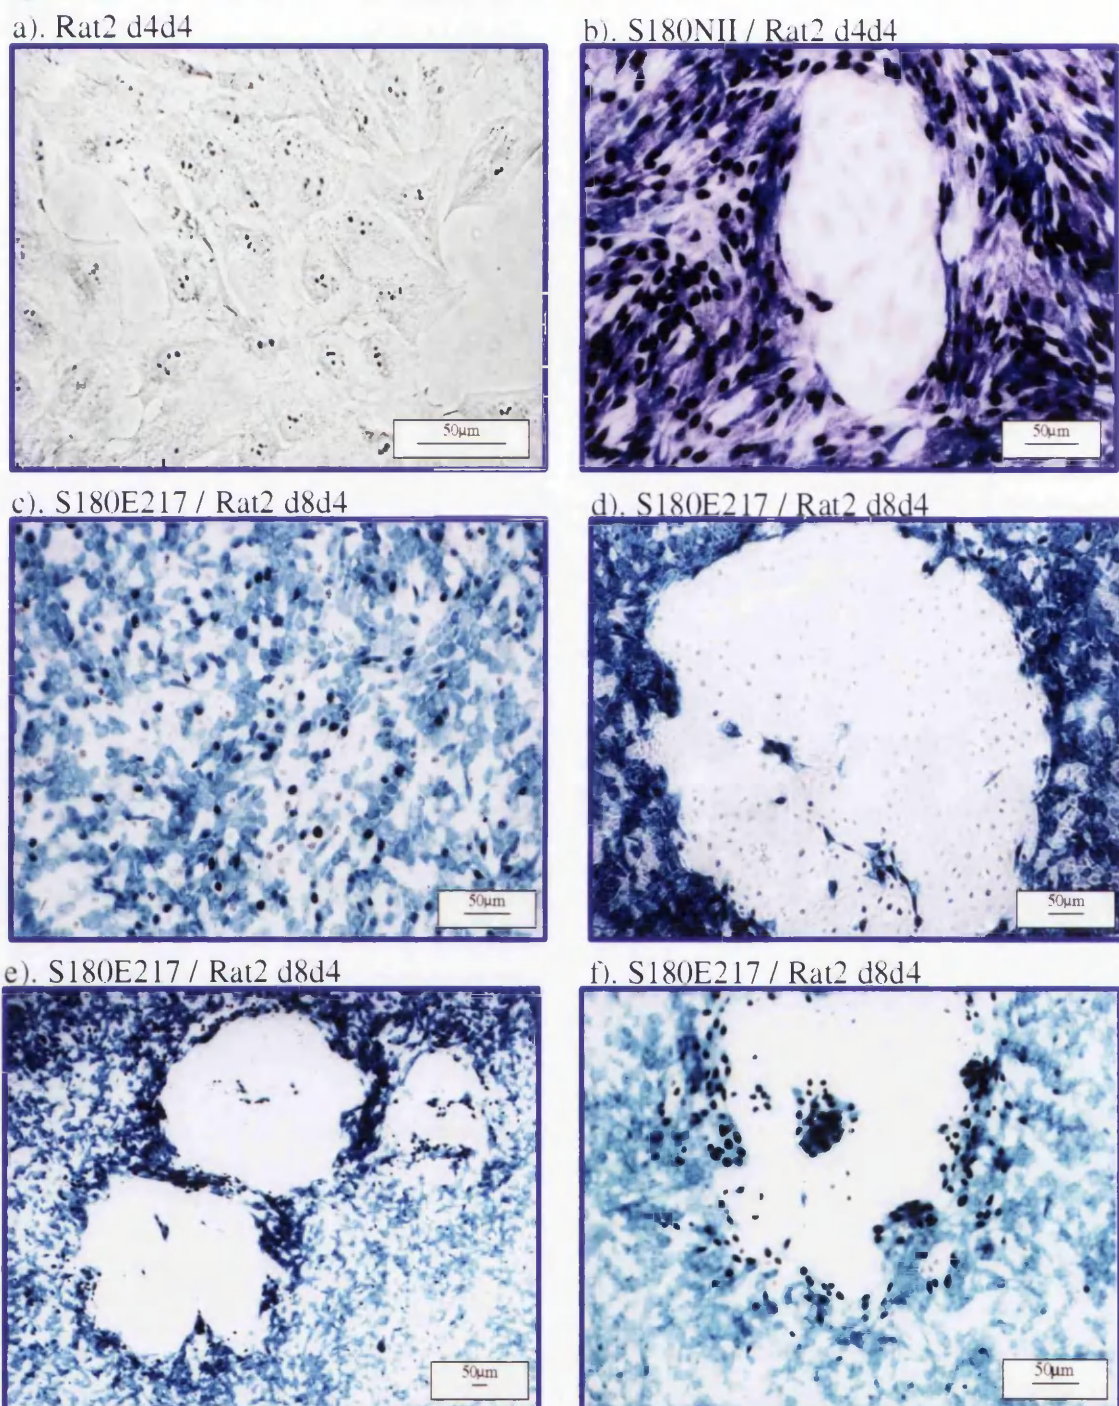 a). Rat2 d4d4
b). S180NII / Rat2 d4d4
50µm
50µm
c). S180E217 / Rat2 d8d4
d). S180E217 / Rat2 d8d4
50µm
50µm
e). S180E217 / Rat2 d8d4
f). S180E217 / Rat2 d8d4
50µm
50µm